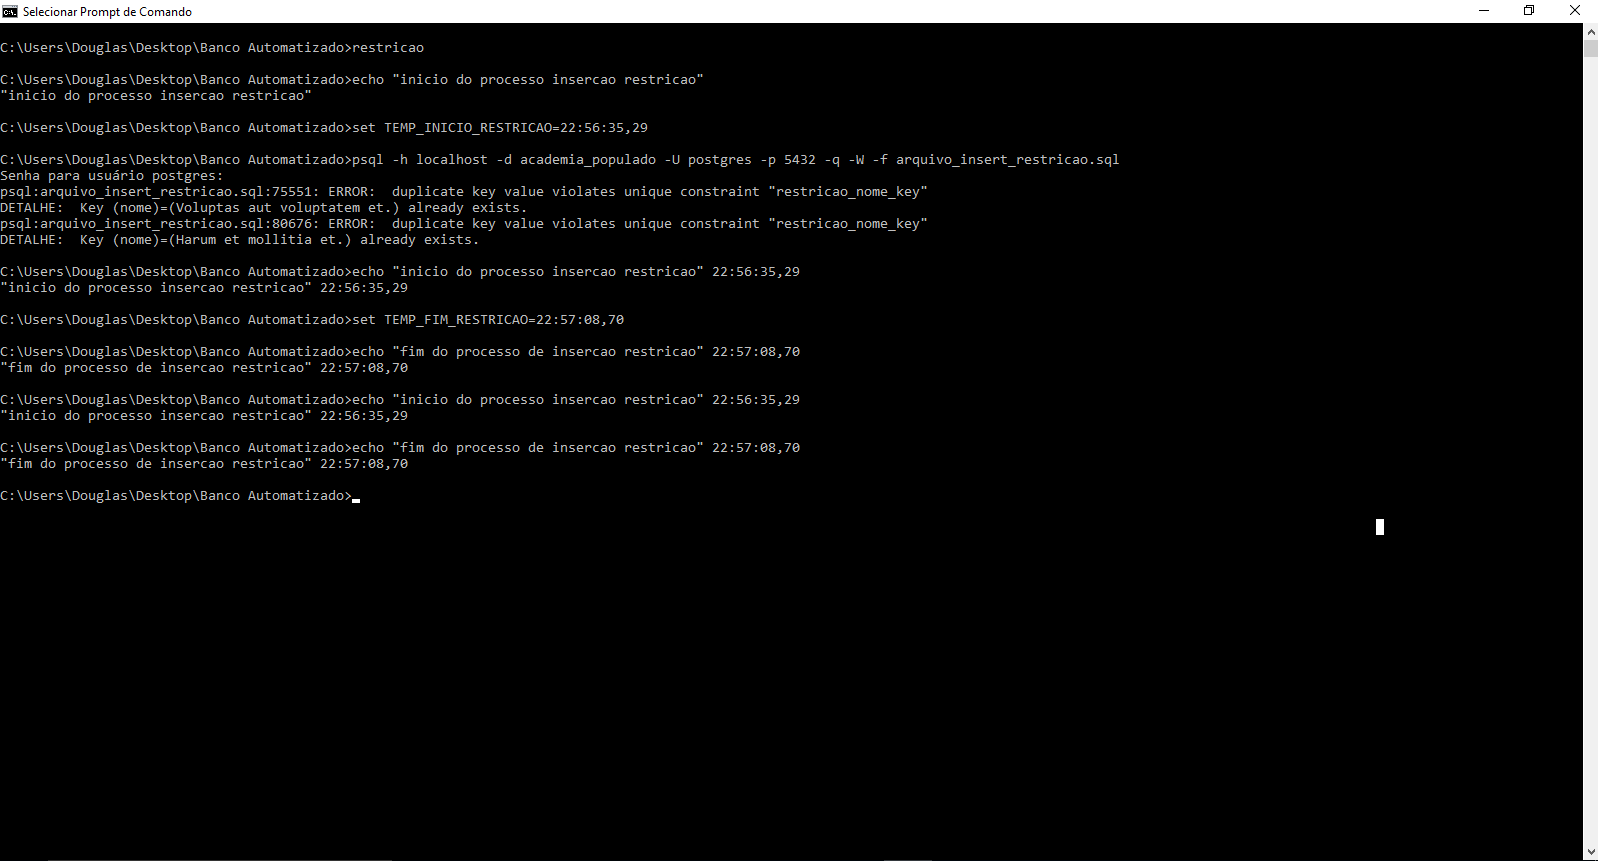 Selecionar Prompt de Comando
C:\Users\Douglas\Desktop\Banco Automatizado>restricao
C:\Users\Douglas\Desktop\Banco Automatizado>echo "inicio do processo insercao restricao"
"inicio do processo insercao restricao"
C:\Users\Douglas\Desktop\Banco Automatizado>set TEMP_INICIO_RESTRICAO=22:56:35,29
C:\Users\Douglas\Desktop\Banco Automatizado>psql -h localhost -d academia_populado -U postgres -p 5432 -q -W -f arquivo_insert_restricao.sql
Senha para usuário postgres:
psql:arquivo_insert_restricao.sql:75551: ERROR:  duplicate key value violates unique constraint "restricao_nome_key"
DETALHE:  Key (nome)=(Voluptas aut voluptatem et.) already exists.
psql:arquivo_insert_restricao.sql:80676: ERROR:  duplicate key value violates unique constraint "restricao_nome_key"
DETALHE:  Key (nome)=(Harum et mollitia et.) already exists.
C:\Users\Douglas\Desktop\Banco Automatizado>echo "inicio do processo insercao restricao" 22:56:35,29
"inicio do processo insercao restricao" 22:56:35,29
C:\Users\Douglas\Desktop\Banco Automatizado>set TEMP_FIM_RESTRICAO=22:57:08,70
C:\Users\Douglas\Desktop\Banco Automatizado>echo "fim do processo de insercao restricao" 22:57:08,70
"fim do processo de insercao restricao" 22:57:08,70
C:\Users\Douglas\Desktop\Banco Automatizado>echo "inicio do processo insercao restricao" 22:56:35,29
"inicio do processo insercao restricao" 22:56:35,29
C:\Users\Douglas\Desktop\Banco Automatizado>echo "fim do processo de insercao restricao" 22:57:08,70
"fim do processo de insercao restricao" 22:57:08,70
C:\Users\Douglas\Desktop\Banco Automatizado>